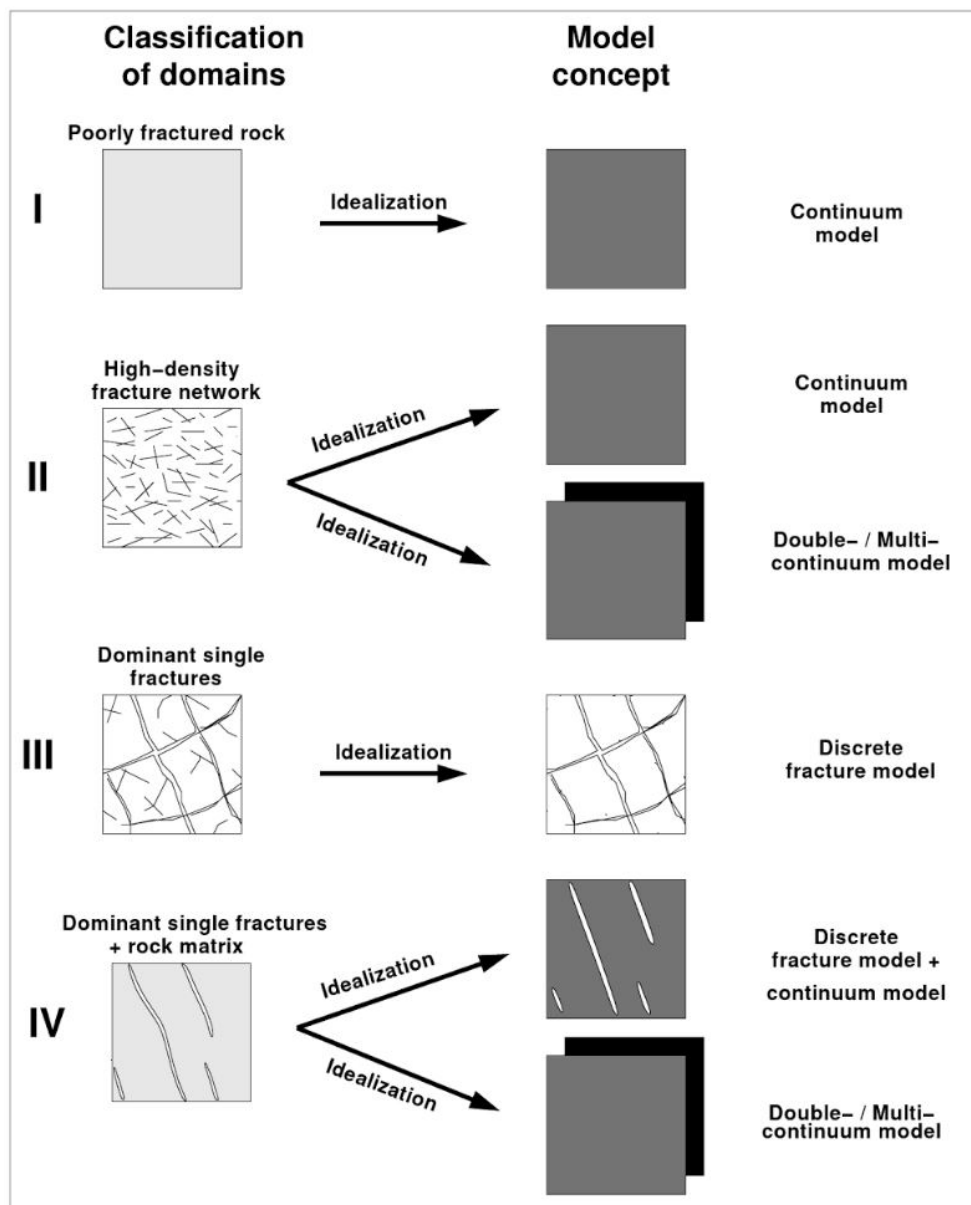 Classification
of domains
Model
concept
Poorly fractured rock
I
Idealization
Continuum
model
High−density
fracture network
II
Idealization
Idealization
Continuum
model
Double− / Multi−
continuum model
Dominant single
fractures
III
Idealization
Discrete
fracture model
Dominant single fractures
+ rock matrix
IV
Idealization
Idealization
Discrete
fracture model +
continuum model
Double− / Multi−
continuum model